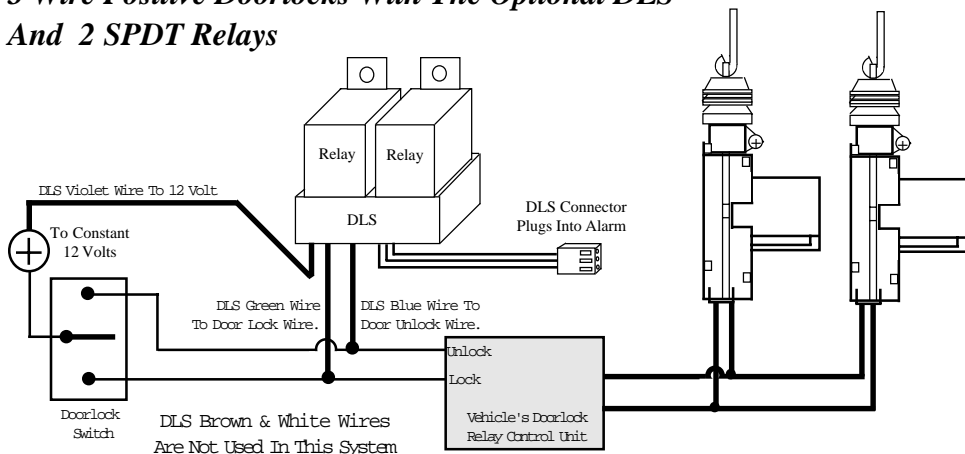 3 Wire Positive Doorlocks With The Optional DLS
And 2 SPDT Relays
Relay
Relay
DLS Violet Wire To 12 Volt
DLS
DLS Connector
Plugs Into Alarm
To Constant
12 Volts
DLS Green Wire
To Door Lock Wire.
DLS Blue Wire To
Door Unlock Wire.
Unlock
Lock
Doorlock
Switch
DLS Brown & White Wires
Are Not Used In This System
Vehicle's Doorlock
Relay Control Unit